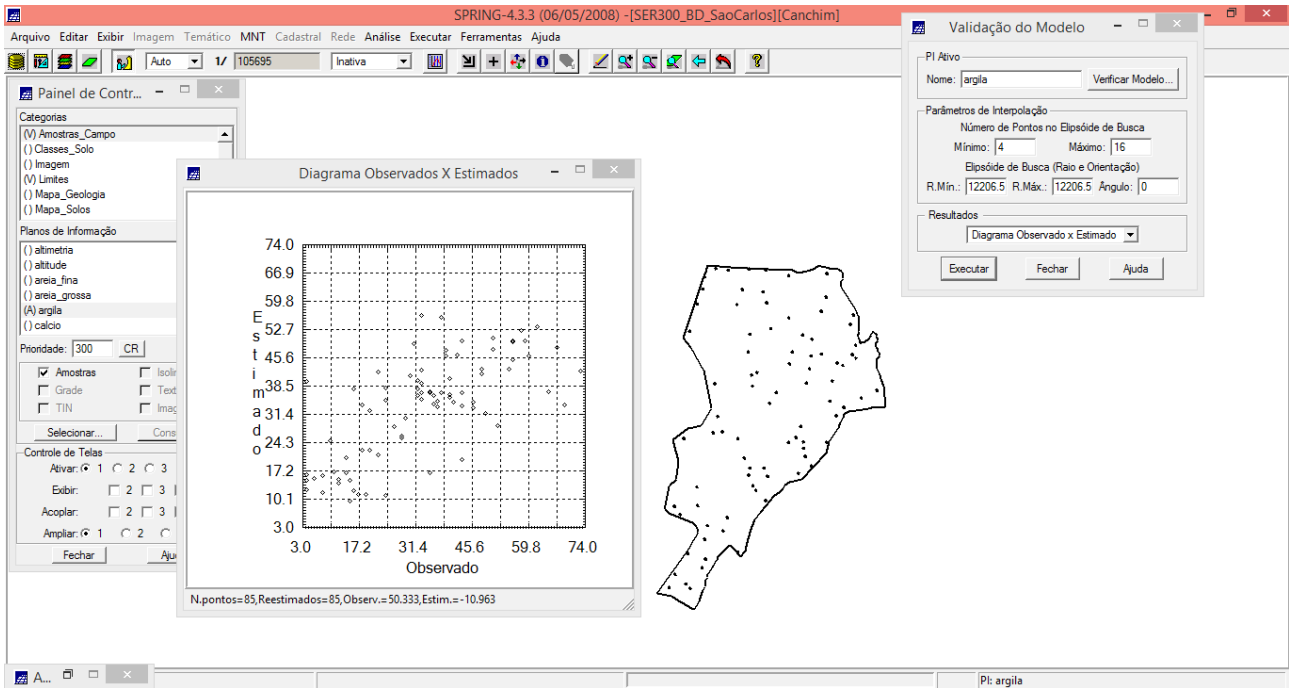 SPRING-4.3.3 (06/05/2008) -[SER300_BD_SaoCarlos][Canchim]
Arquivo Editar Exibir Imagem Temático MNT Cadastral Rede Análise Executar Ferramentas Ajuda
Auto 1/ 105695 Inativa
Painel de Contr...
Categorias
(V) Amostras_Campo
() Classes_Solo
() Imagem
(V) Limites
() Mapa_Geologia
() Mapa_Solos
Planos de Informação
() altimetria
() altitude
() areia_fina
() areia_grossa
(A) argila
() calcio
Prioridade: 300 CR
Amostras
Grade
TIN
Selecionar...
Controle de Telas
Ativar: 1 2 3
Exibir: 2 3
Acoplar: 2 3
Ampliar: 1 2
Fechar
Diagrama Observados X Estimados
74.0
66.9
59.8
52.7
45.6
38.5
31.4
24.3
17.2
10.1
3.0
Estimado
3.0 17.2 31.4 45.6 59.8 74.0
Observado
N.pontos=85,Reestimados=85,Observ.=50.333,Estim.=-10.963
Validação do Modelo
PI Ativo
Nome: argila Verificar Modelo...
Parâmetros de Interpolação
Número de Pontos no Elipsóide de Busca
Mínimo: 4 Máximo: 16
Elipsóide de Busca (Raio e Orientação)
R.Mín.: 12206.5 R.Máx.: 12206.5 Ângulo: 0
Resultados
Diagrama Observado x Estimado
Executar Fechar Ajuda
A...
PI: argila